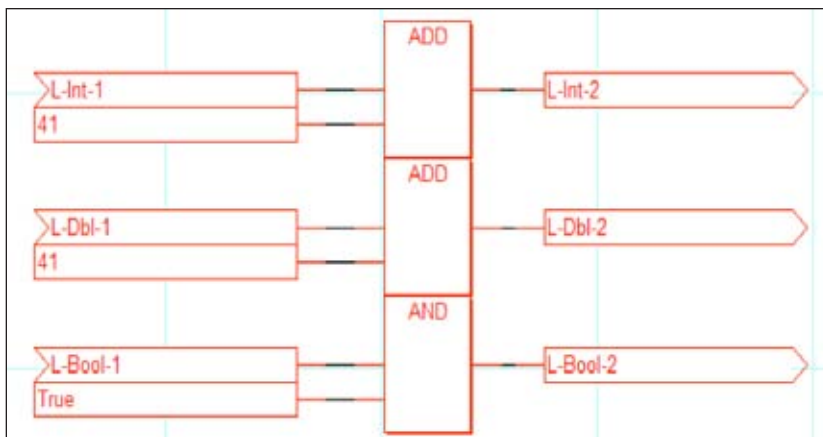 ADD
L-Int-1
L-Int-2
41
ADD
L-Dbl-1
L-Dbl-2
41
AND
L-Bool-1
L-Bool-2
True